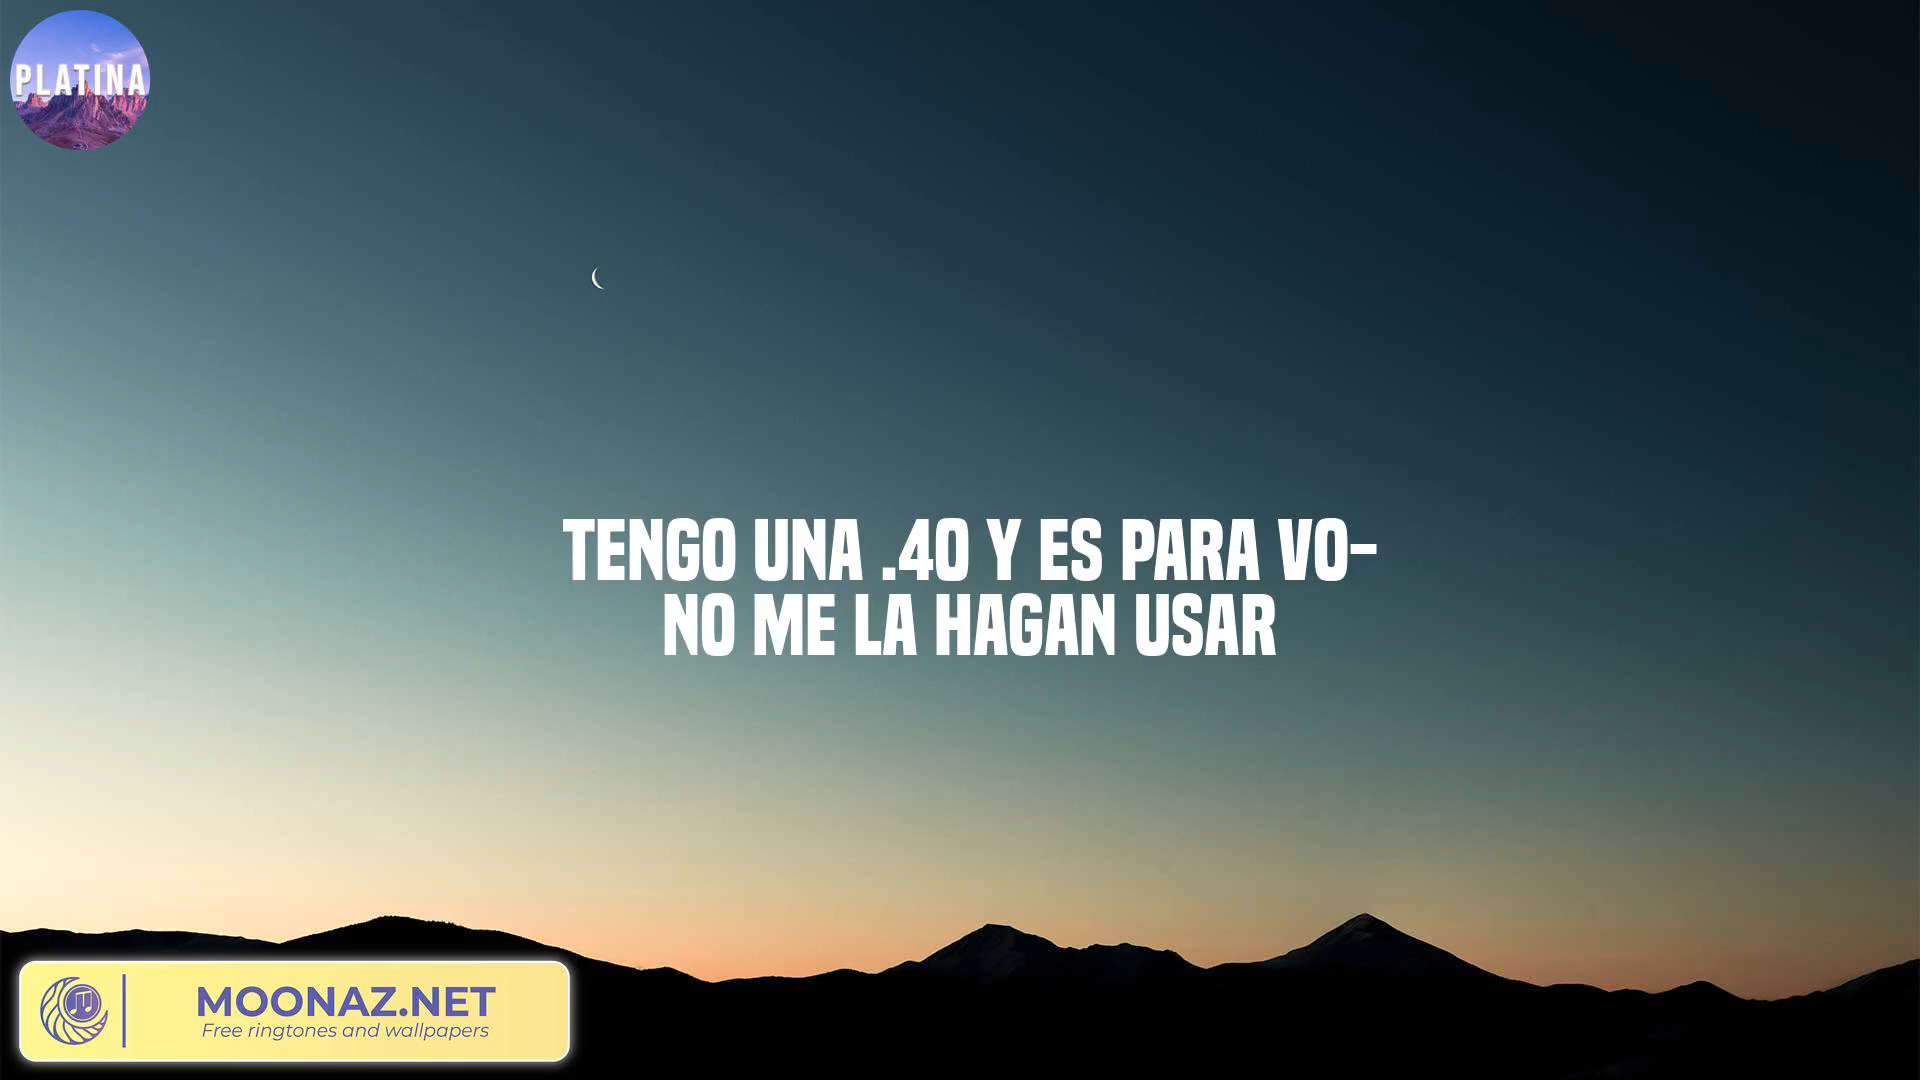 PLATINA
TENGO UNA .40 Y ES PARA VO-
NO ME LA HAGAN USAR
MOONAZ.NET
Free ringtones and wallpapers